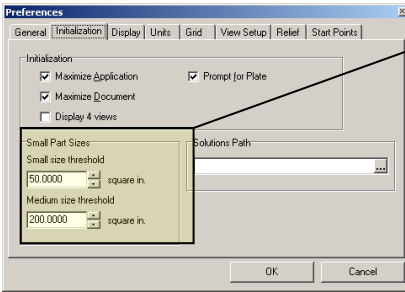 Preferences
General Initialization Display Units Grid View Setup Relief Start Points
Initialization
Maximize Application Prompt for Plate
Maximize Document
Display 4 views
Small Part Sizes Solutions Path
Small size threshold
50.0000 square in. ...
Medium size threshold
200.0000 square in.
OK Cancel